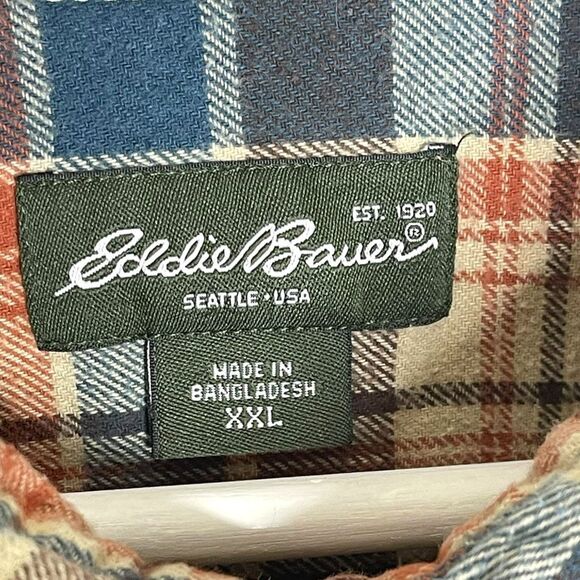 EST. 1920
Eddie Bauer®
SEATTLE • USA
MADE IN
BANGLADESH
XXL